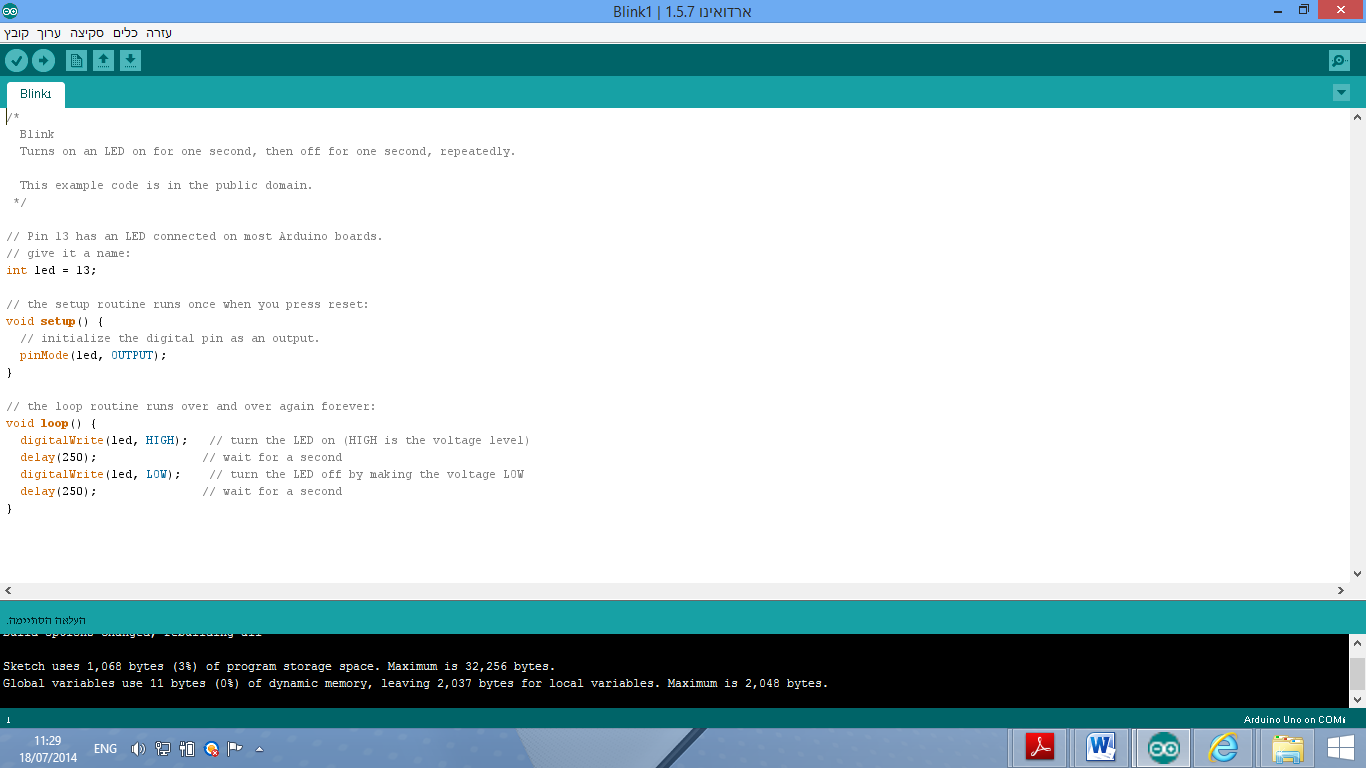 Blink1 | 1.5.7 ארדואינו
קובץ ערוך סקיצה כלים עזרה
Blink1
/*
  Blink
  Turns on an LED on for one second, then off for one second, repeatedly.

  This example code is in the public domain.
 */

// Pin 13 has an LED connected on most Arduino boards.
// give it a name:
int led = 13;

// the setup routine runs once when you press reset:
void setup() {
  // initialize the digital pin as an output.
  pinMode(led, OUTPUT);
}

// the loop routine runs over and over again forever:
void loop() {
  digitalWrite(led, HIGH);   // turn the LED on (HIGH is the voltage level)
  delay(250);               // wait for a second
  digitalWrite(led, LOW);    // turn the LED off by making the voltage LOW
  delay(250);               // wait for a second
}
העלאה הסתיימה.
Build options changed, rebuilding all
Sketch uses 1,068 bytes (3%) of program storage space. Maximum is 32,256 bytes.
Global variables use 11 bytes (0%) of dynamic memory, leaving 2,037 bytes for local variables. Maximum is 2,048 bytes.
1
Arduino Uno on COM6
11:29
18/07/2014
ENG